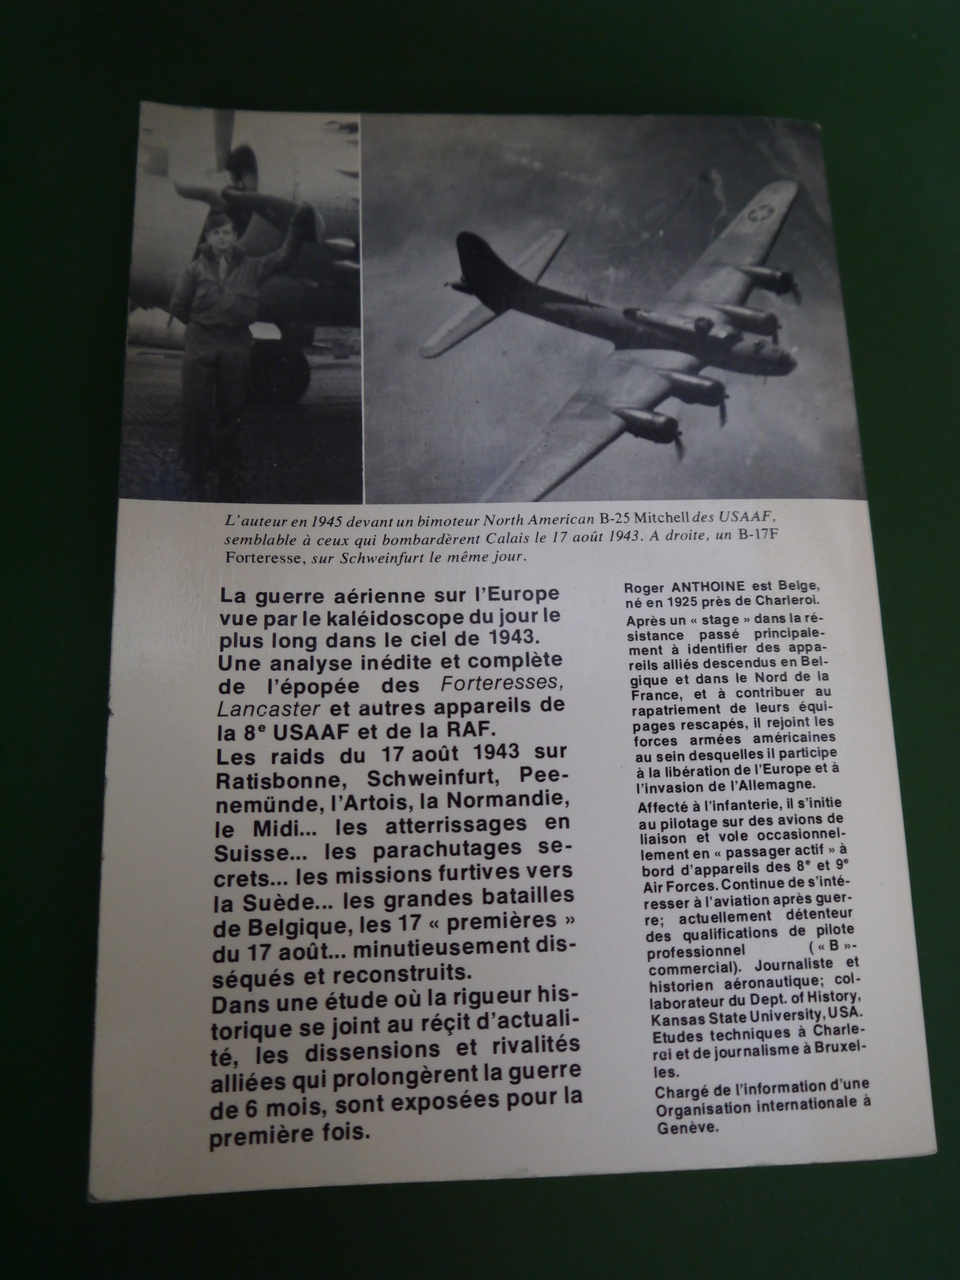 L'auteur en 1945 devant un bimoteur North American B-25 Mitchell des USAAF,
semblable à ceux qui bombardèrent Calais le 17 août 1943. A droite, un B-17F
Forteresse, sur Schweinfurt le même jour.
La guerre aérienne sur l'Europe
vue par le kaléidoscope du jour le
plus long dans le ciel de 1943.
Une analyse inédite et complète
de l'épopée des Forteresses,
Lancaster et autres appareils de
la 8e USAAF et de la RAF.
Les raids du 17 août 1943 sur
Ratisbonne, Schweinfurt, Pee-
nemünde, l'Artois, la Normandie,
le Midi... les atterrissages en
Suisse... les parachutages se-
crets... les missions furtives vers
la Suède... les grandes batailles
de Belgique, les 17 « premières »
du 17 août... minutieusement dis-
séqués et reconstruits.
Dans une étude où la rigueur his-
torique se joint au réçit d'actuali-
té, les dissensions et rivalités
alliées qui prolongèrent la guerre
de 6 mois, sont exposées pour la
première fois.
Roger ANTHOINE est Belge,
né en 1925 près de Charleroi.
Après un « stage » dans la ré-
sistance passé principale-
ment à identifier des appa-
reils alliés descendus en Bel-
gique et dans le Nord de la
France, et à contribuer au
rapatriement de leurs équi-
pages rescapés, il rejoint les
forces armées américaines
au sein desquelles il participe
à la libération de l'Europe et à
l'invasion de l'Allemagne.
Affecté à l'infanterie, il s'initie
au pilotage sur des avions de
liaison et vole occasionnel-
lement en « passager actif » à
bord d'appareils des 8e et 9e
Air Forces. Continue de s'inté-
resser à l'aviation après guer-
re; actuellement détenteur
des qualifications de pilote
professionnel (« B »-
commercial). Journaliste et
historien aéronautique; col-
laborateur du Dept. of History,
Kansas State University, USA.
Etudes techniques à Charle-
roi et de journalisme à Bruxel-
les.
Chargé de l'information d'une
Organisation internationale à
Genève.